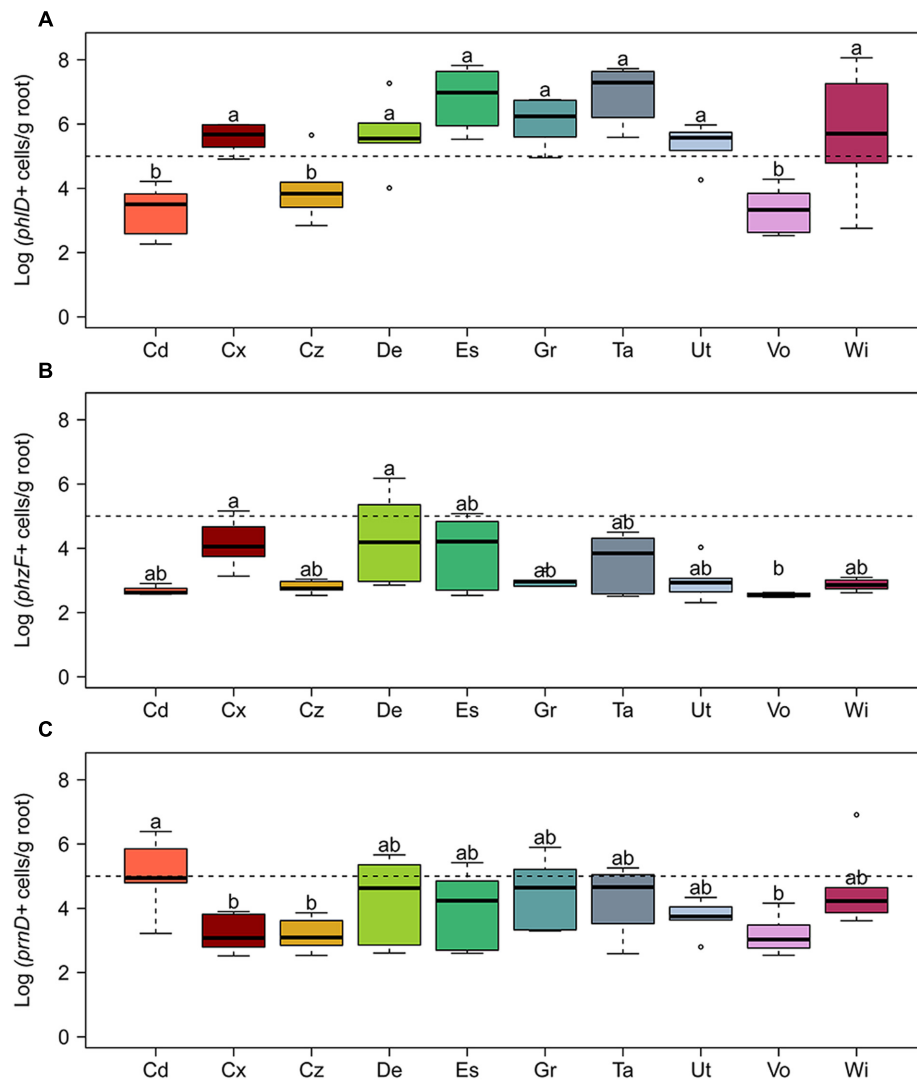 A
Log (phlD+ cells/g root)
8
6
4
2
0
b a b a a a a a b a
Cd Cx Cz De Es Gr Ta Ut Vo Wi
B
Log (phzF+ cells/g root)
8
6
4
2
0
ab a ab a ab ab ab ab b ab
Cd Cx Cz De Es Gr Ta Ut Vo Wi
C
Log (prnD+ cells/g root)
8
6
4
2
0
a b b ab ab ab ab ab b ab
Cd Cx Cz De Es Gr Ta Ut Vo Wi